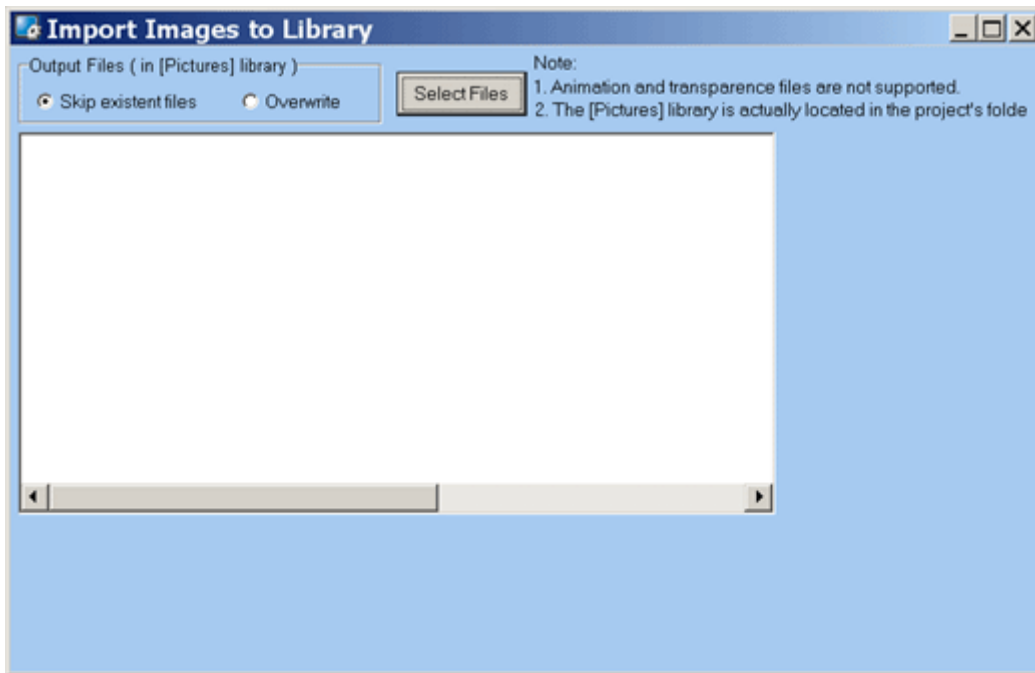 Import Images to Library
Output Files ( in [Pictures] library )
Skip existent files
Overwrite
Select Files
Note:
1. Animation and transparence files are not supported.
2. The [Pictures] library is actually located in the project's folde